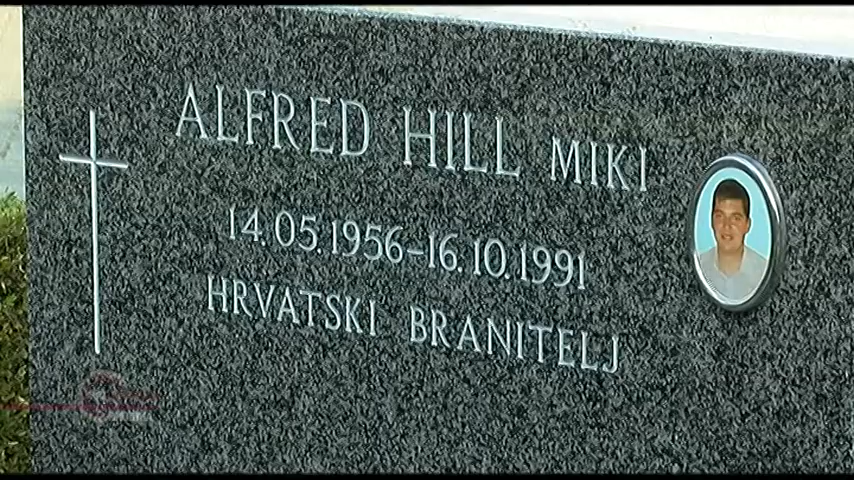 ALFRED HILL MIKI
14.05.1956-16.10.1991
HRVATSKI BRANITELJ